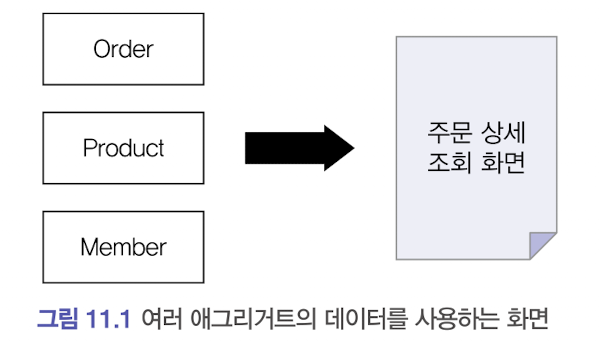 Order
Product
Member
주문 상세
조회 화면
그림 11.1 여러 애그리거트의 데이터를 사용하는 화면